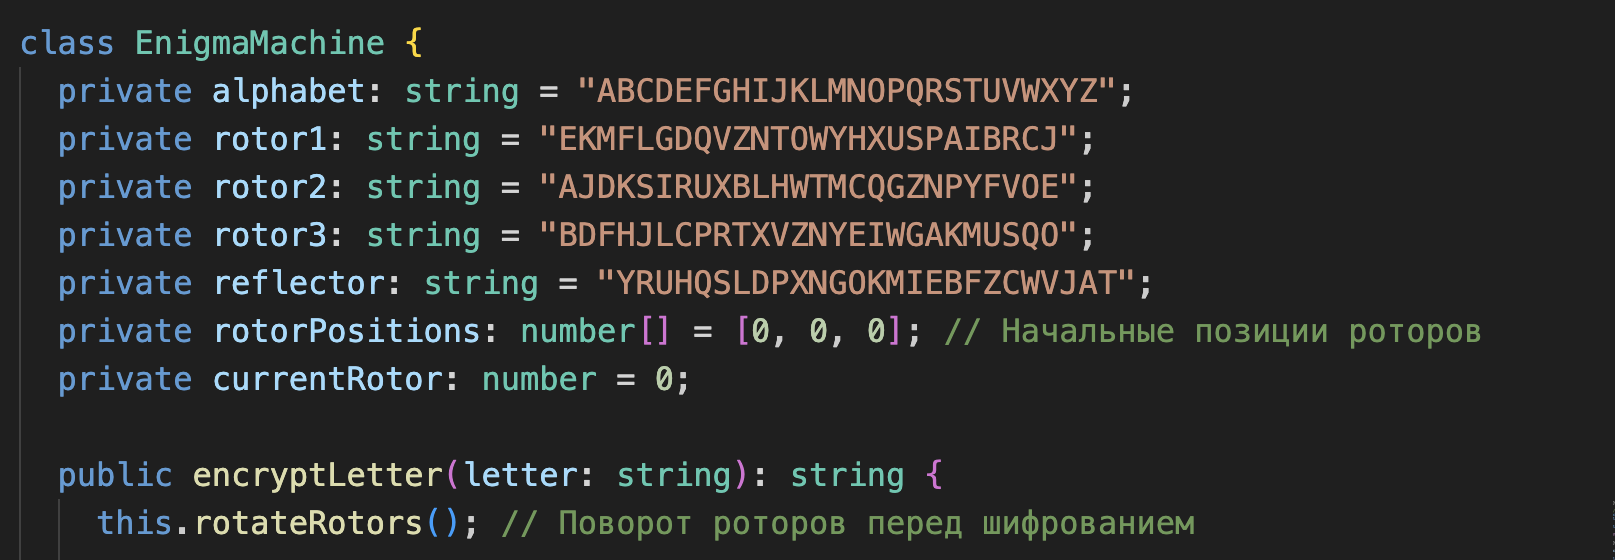 class EnigmaMachine {
private alphabet: string = "ABCDEFGHIJKLMNOPQRSTUVWXYZ";
private rotor1: string = "EKMFLGDQVZNTOWYHXUSPAIBRCJ";
private rotor2: string = "AJDKSIRUXBLHWTMCQGZNPYFVOE";
private rotor3: string = "BDFHJLCPRTXVZNYEIWGAKMUSQO";
private reflector: string = "YRUHQSLDPXNGOKMIEBFZCWVJAT";
private rotorPositions: number[] = [0, 0, 0]; // Начальные позиции роторов
private currentRotor: number = 0;
public encryptLetter(letter: string): string {
this.rotateRotors(); // Поворот роторов перед шифрованием